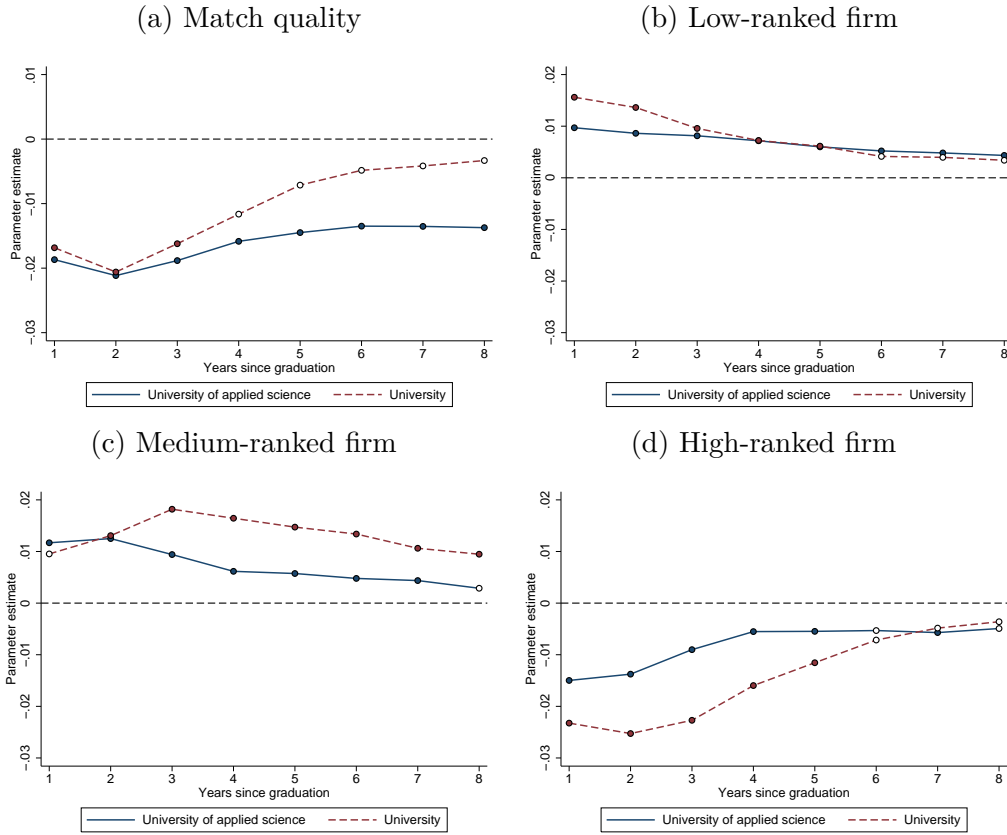 (a) Match quality
Parameter estimate
.01
0
-.01
-.02
-.03
1 2 3 4 5 6 7 8
Years since graduation
University of applied science University
(b) Low-ranked firm
Parameter estimate
.02
.01
0
-.01
-.02
-.03
1 2 3 4 5 6 7 8
Years since graduation
University of applied science University
(c) Medium-ranked firm
Parameter estimate
.02
.01
0
-.01
-.02
-.03
1 2 3 4 5 6 7 8
Years since graduation
University of applied science University
(d) High-ranked firm
Parameter estimate
.02
.01
0
-.01
-.02
-.03
1 2 3 4 5 6 7 8
Years since graduation
University of applied science University